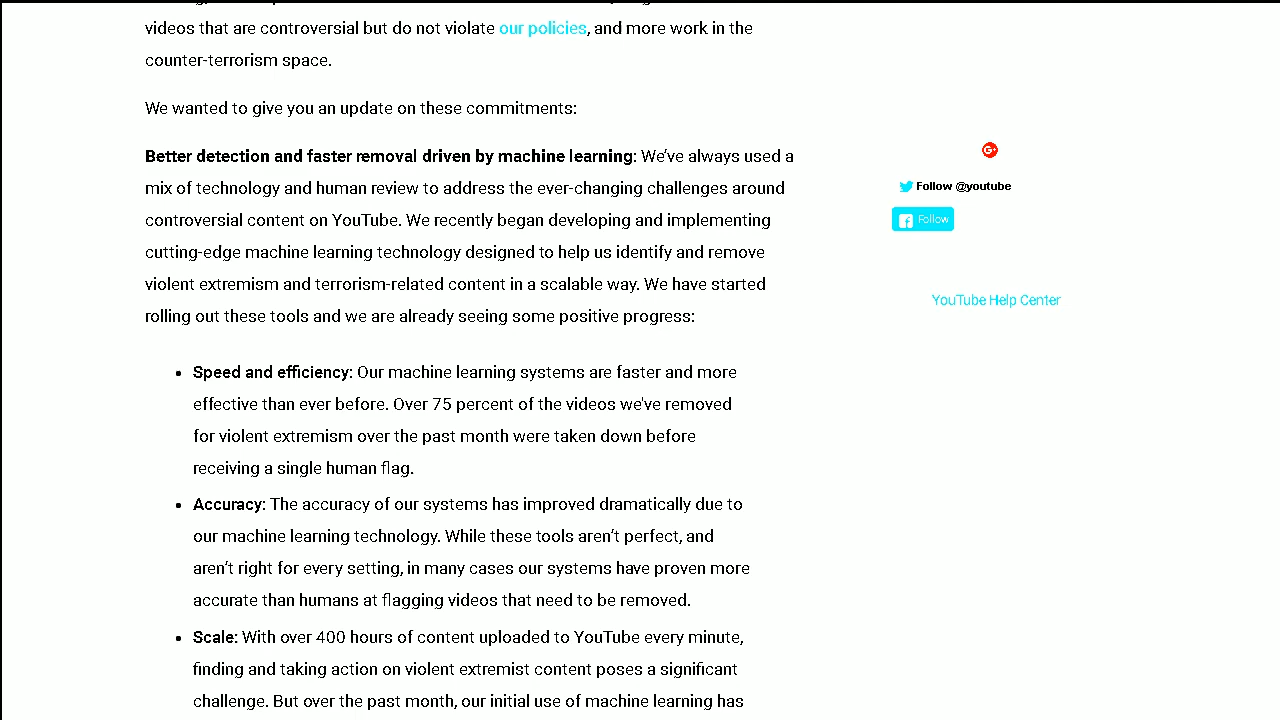 videos that are controversial but do not violate our policies, and more work in the
counter-terrorism space.
We wanted to give you an update on these commitments:
Better detection and faster removal driven by machine learning: We've always used a
mix of technology and human review to address the ever-changing challenges around
controversial content on YouTube. We recently began developing and implementing
cutting-edge machine learning technology designed to help us identify and remove
violent extremism and terrorism-related content in a scalable way. We have started
rolling out these tools and we are already seeing some positive progress:
• Speed and efficiency: Our machine learning systems are faster and more
effective than ever before. Over 75 percent of the videos we've removed
for violent extremism over the past month were taken down before
receiving a single human flag.
• Accuracy: The accuracy of our systems has improved dramatically due to
our machine learning technology. While these tools aren't perfect, and
aren't right for every setting, in many cases our systems have proven more
accurate than humans at flagging videos that need to be removed.
• Scale: With over 400 hours of content uploaded to YouTube every minute,
finding and taking action on violent extremist content poses a significant
challenge. But over the past month, our initial use of machine learning has
G+
Follow @youtube
Follow
YouTube Help Center